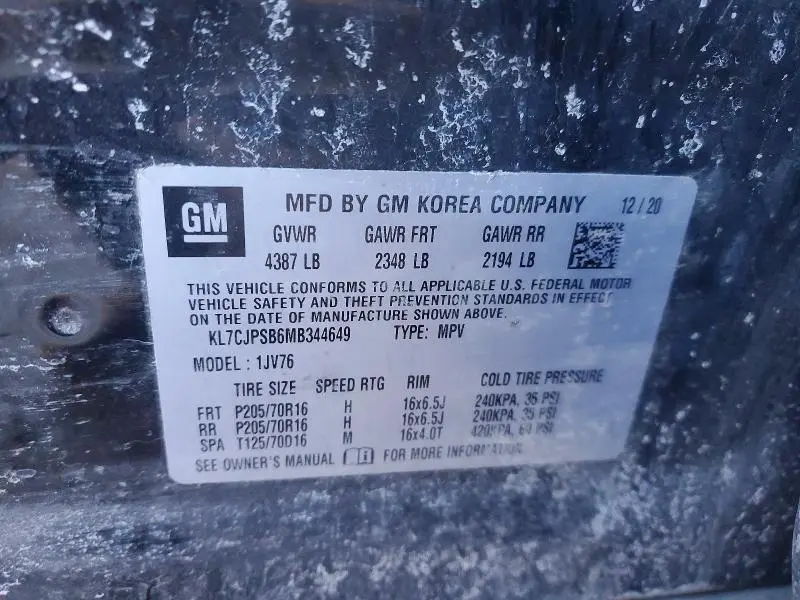 GM MFD BY GM KOREA COMPANY 12/20
GVWR GAWR FRT GAWR RR
4387 LB 2348 LB 2194 LB
THIS VEHICLE CONFORMS TO ALL APPLICABLE U.S. FEDERAL MOTOR
VEHICLE SAFETY AND THEFT PREVENTION STANDARDS IN EFFECT
ON THE DATE OF MANUFACTURE SHOWN ABOVE.
KL7CJPSB6MB344649 TYPE: MPV
MODEL: 1JV76
TIRE SIZE SPEED RTG RIM COLD TIRE PRESSURE
FRT P205/70R16 H 16x6.5J 240KPA, 35 PSI
RR P205/70R16 H 16x6.5J 240KPA, 35 PSI
SPA T125/70D16 M 16x4.0T 420KPA, 60 PSI
SEE OWNER'S MANUAL FOR MORE INFORMATION.